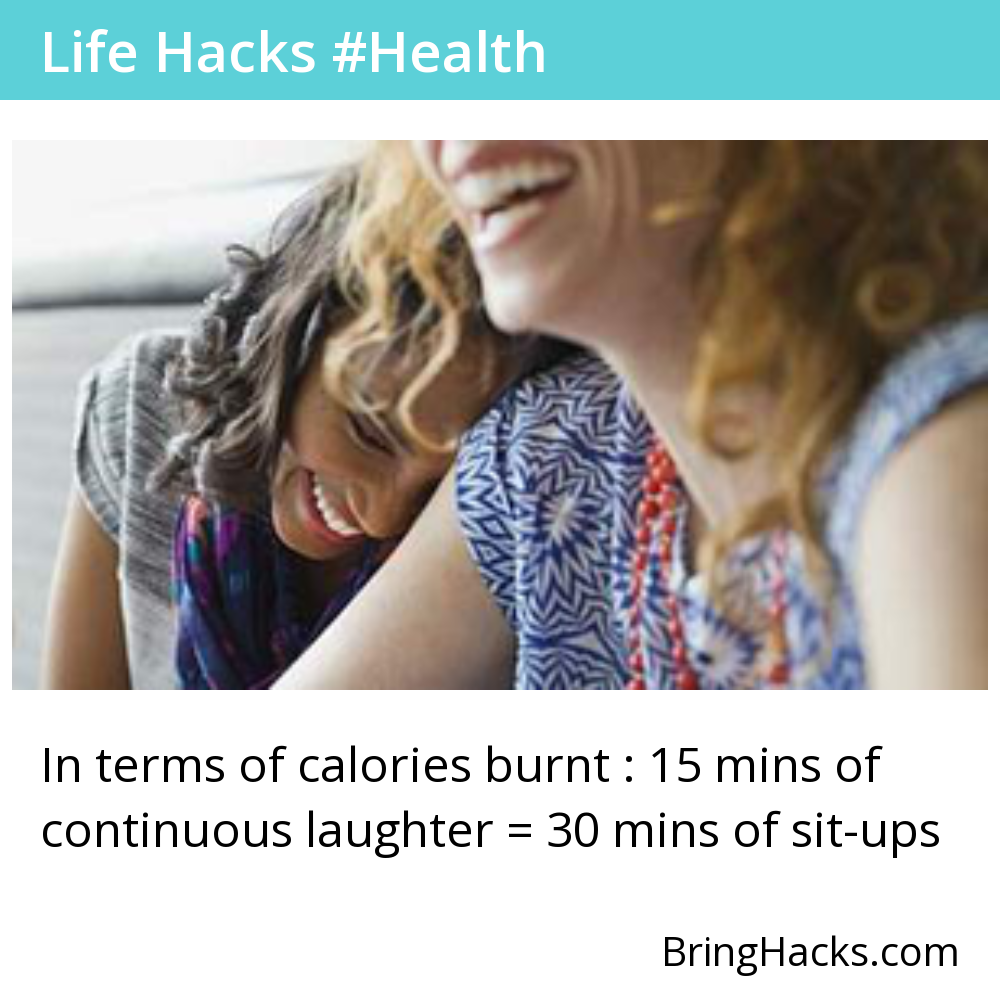 Life Hacks #Health
In terms of calories burnt : 15 mins of
continuous laughter = 30 mins of sit-ups
BringHacks.com